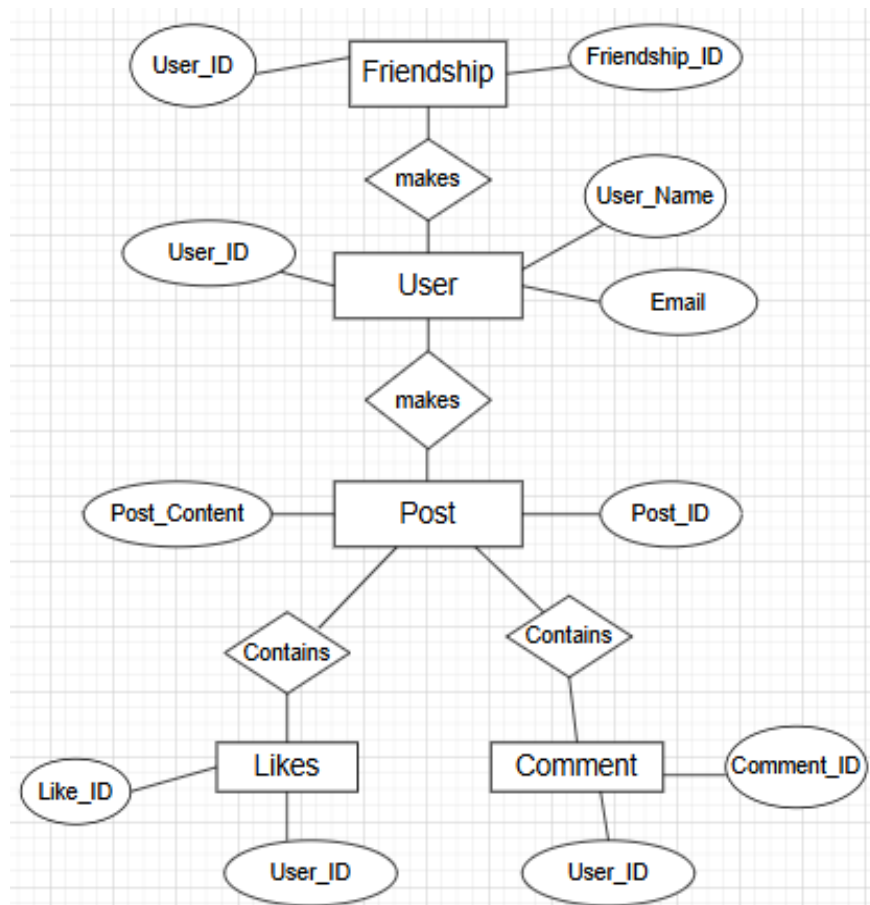 User_ID
Friendship
Friendship_ID
makes
User_Name
User_ID
User
Email
makes
Post_Content
Post
Post_ID
Contains
Contains
Likes
Comment
Comment_ID
Like_ID
User_ID
User_ID